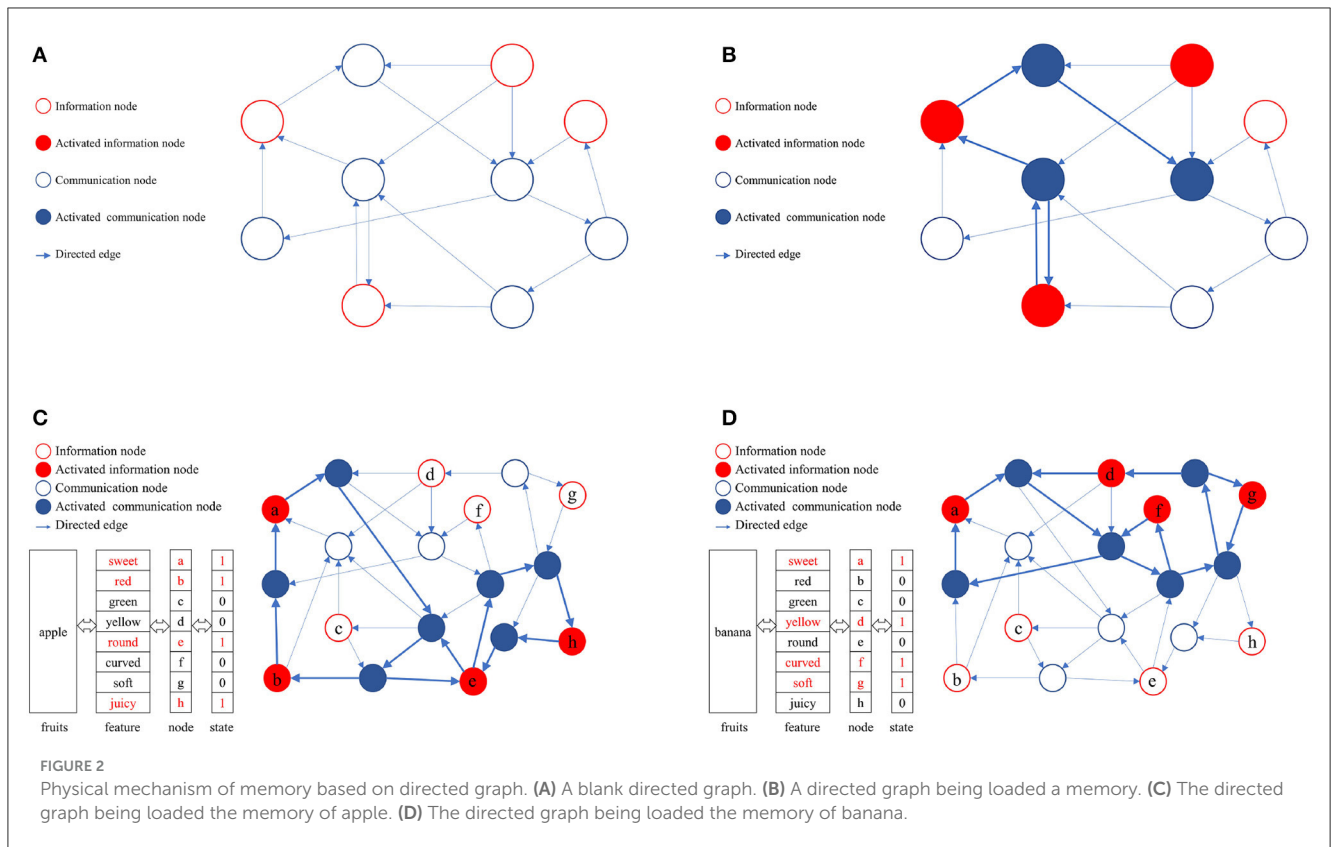 A
Information node
Activated information node
Communication node
Activated communication node
Directed edge
B
Information node
Activated information node
Communication node
Activated communication node
Directed edge
C
Information node
Activated information node
Communication node
Activated communication node
Directed edge
apple
sweet a 1
red b 1
green c 0
yellow d 0
round e 1
curved f 0
soft g 0
juicy h 1
fruits feature node state
d
g
a
f
c
h
b
e
D
Information node
Activated information node
Communication node
Activated communication node
Directed edge
banana
sweet a 1
red b 0
green c 0
yellow d 1
round e 0
curved f 1
soft g 1
juicy h 0
fruits feature node state
d
g
a
f
c
h
b
e
FIGURE 2
Physical mechanism of memory based on directed graph. (A) A blank directed graph. (B) A directed graph being loaded a memory. (C) The directed
graph being loaded the memory of apple. (D) The directed graph being loaded the memory of banana.